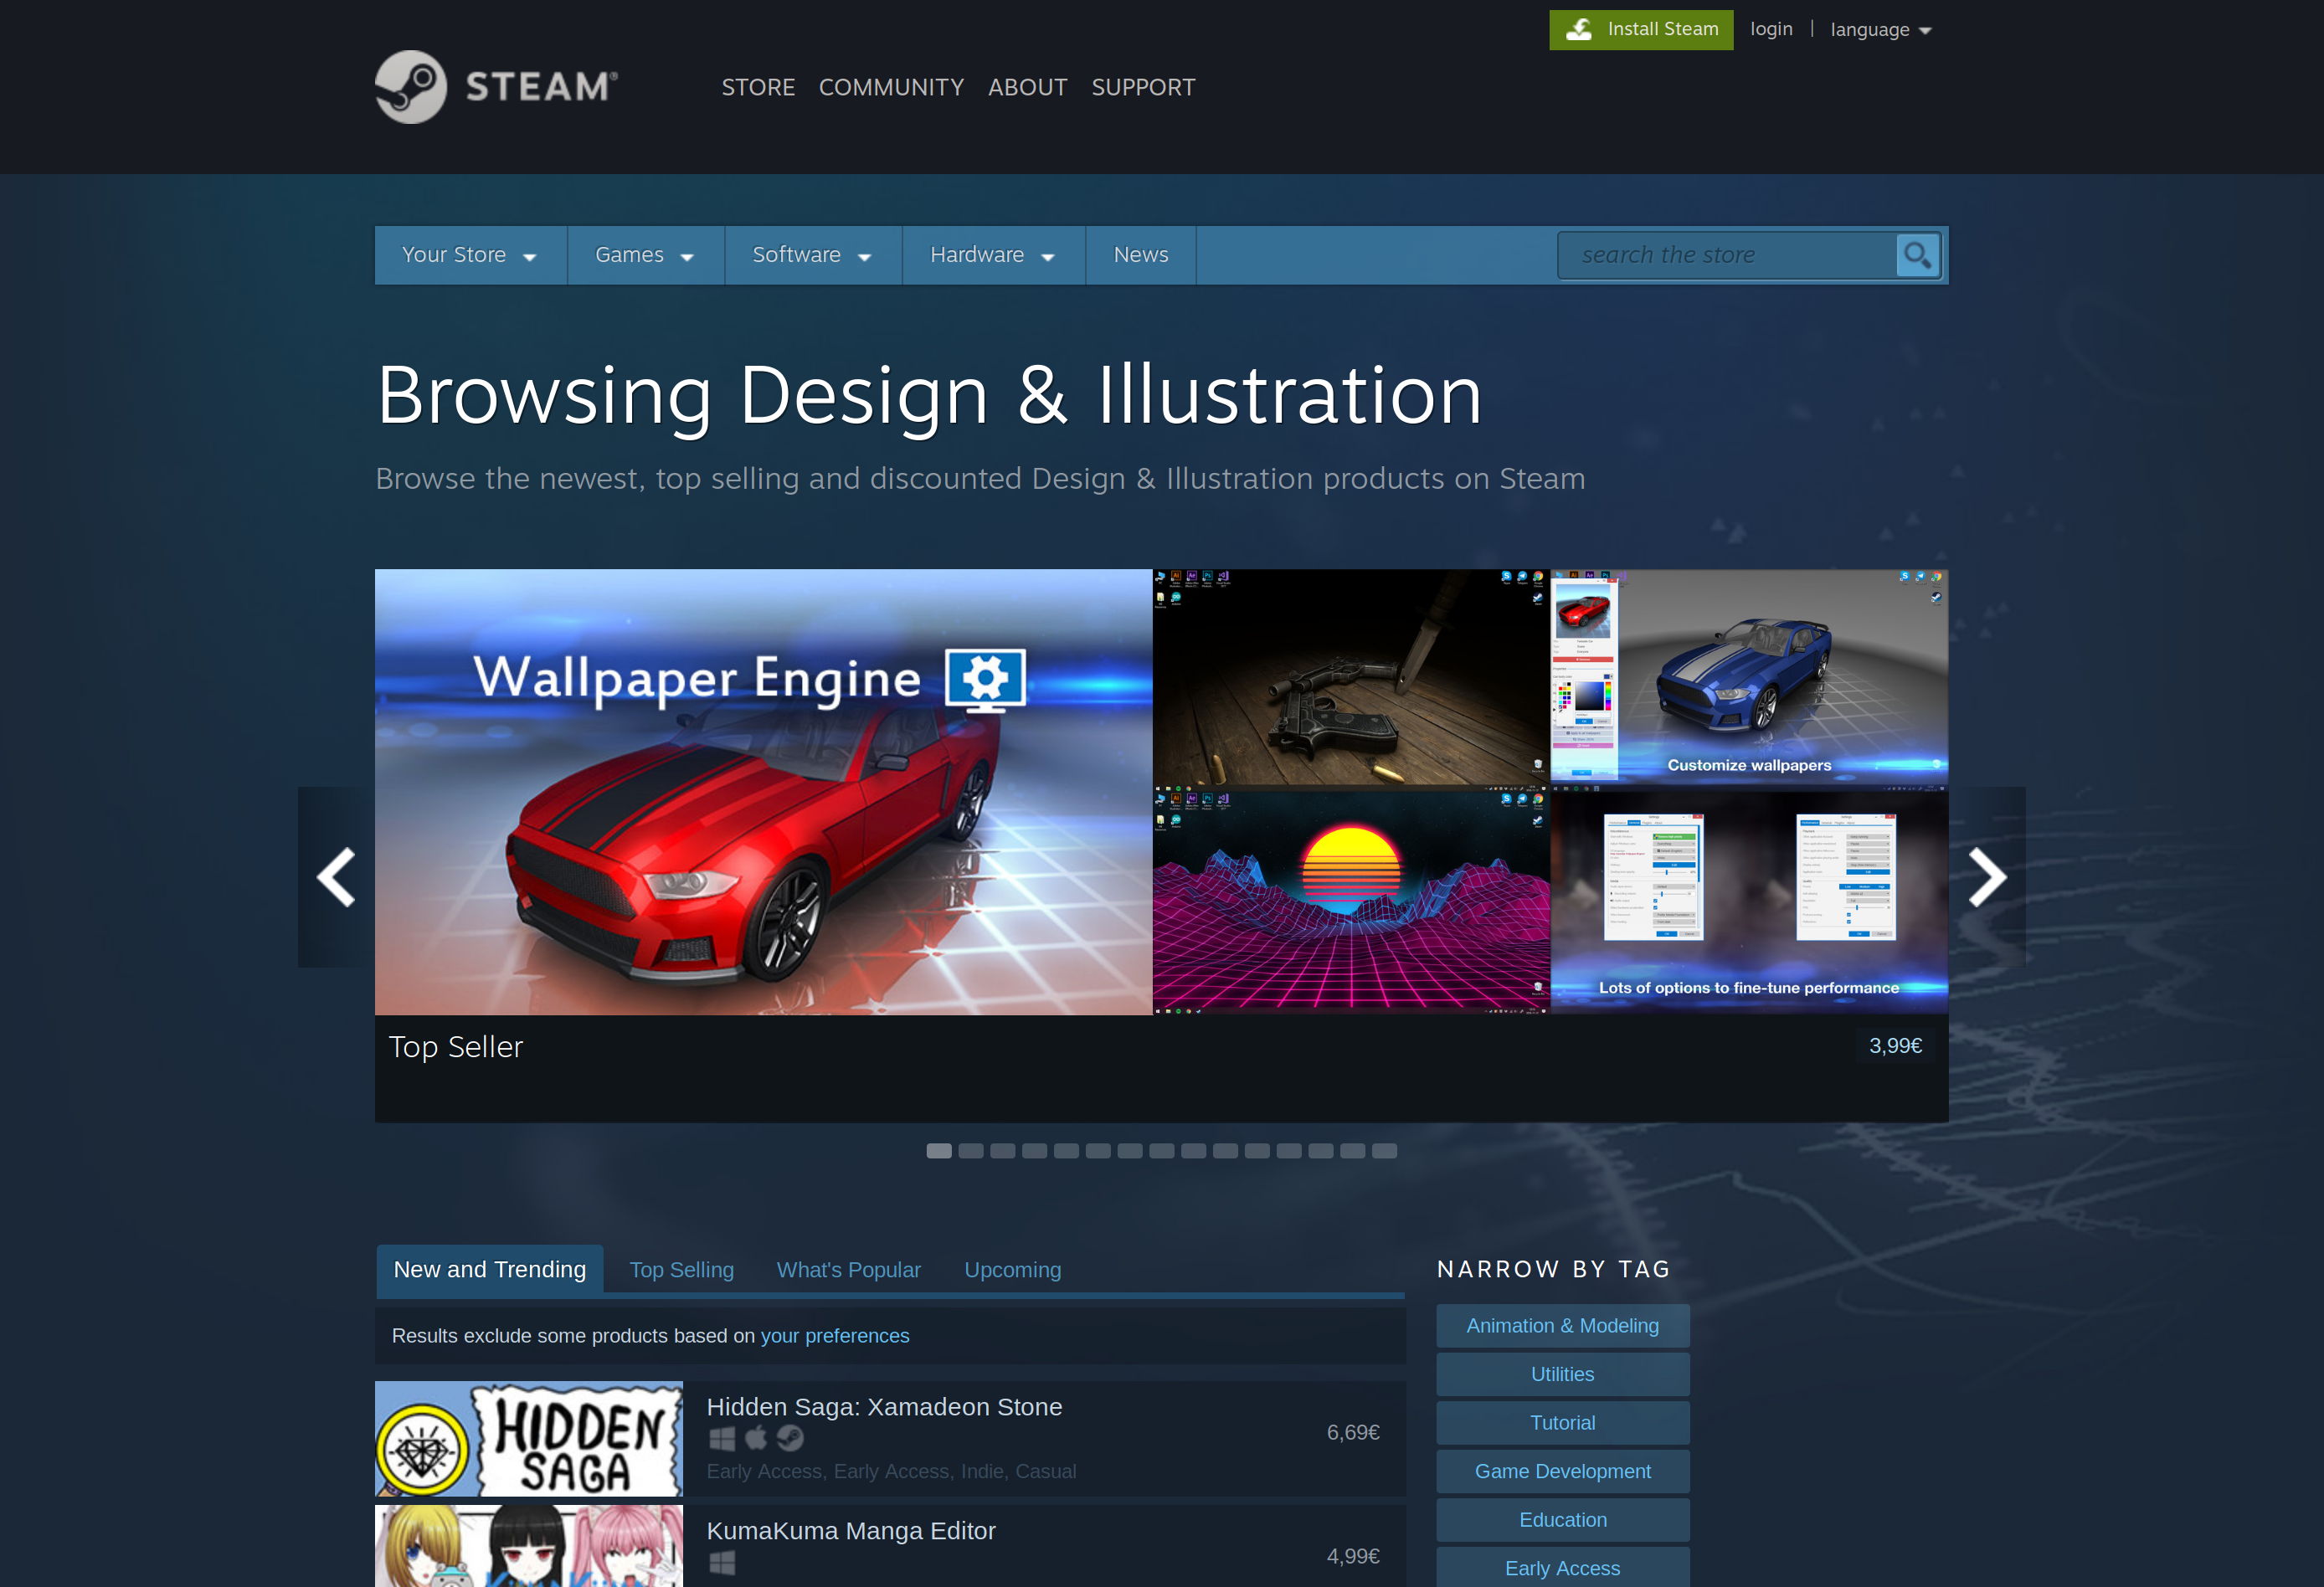 Install Steam
login | language
STEAM®
STORE COMMUNITY ABOUT SUPPORT
Your Store Games Software Hardware News
search the store
Browsing Design & Illustration
Browse the newest, top selling and discounted Design & Illustration products on Steam
Wallpaper Engine
Customize wallpapers
Lots of options to fine-tune performance
Top Seller
3,99€
New and Trending Top Selling What's Popular Upcoming
Results exclude some products based on your preferences
HIDDEN
SAGA
Hidden Saga: Xamadeon Stone
6,69€
Early Access, Early Access, Indie, Casual
KumaKuma Manga Editor
4,99€
NARROW BY TAG
Animation & Modeling
Utilities
Tutorial
Game Development
Education
Early Access